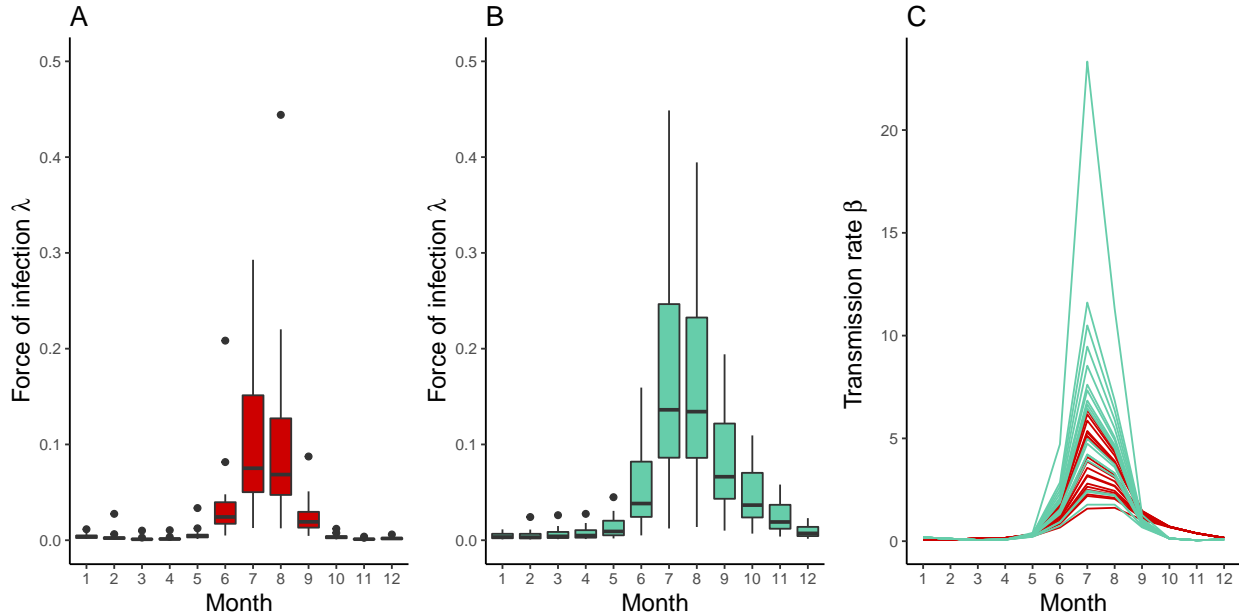 A
B
C
Force of infection λ
0.5
0.4
0.3
0.2
0.1
0.0
1 2 3 4 5 6 7 8 9 10 11 12
Month
Force of infection λ
0.5
0.4
0.3
0.2
0.1
0.0
1 2 3 4 5 6 7 8 9 10 11 12
Month
Transmission rate β
20
15
10
5
0
1 2 3 4 5 6 7 8 9 10 11 12
Month